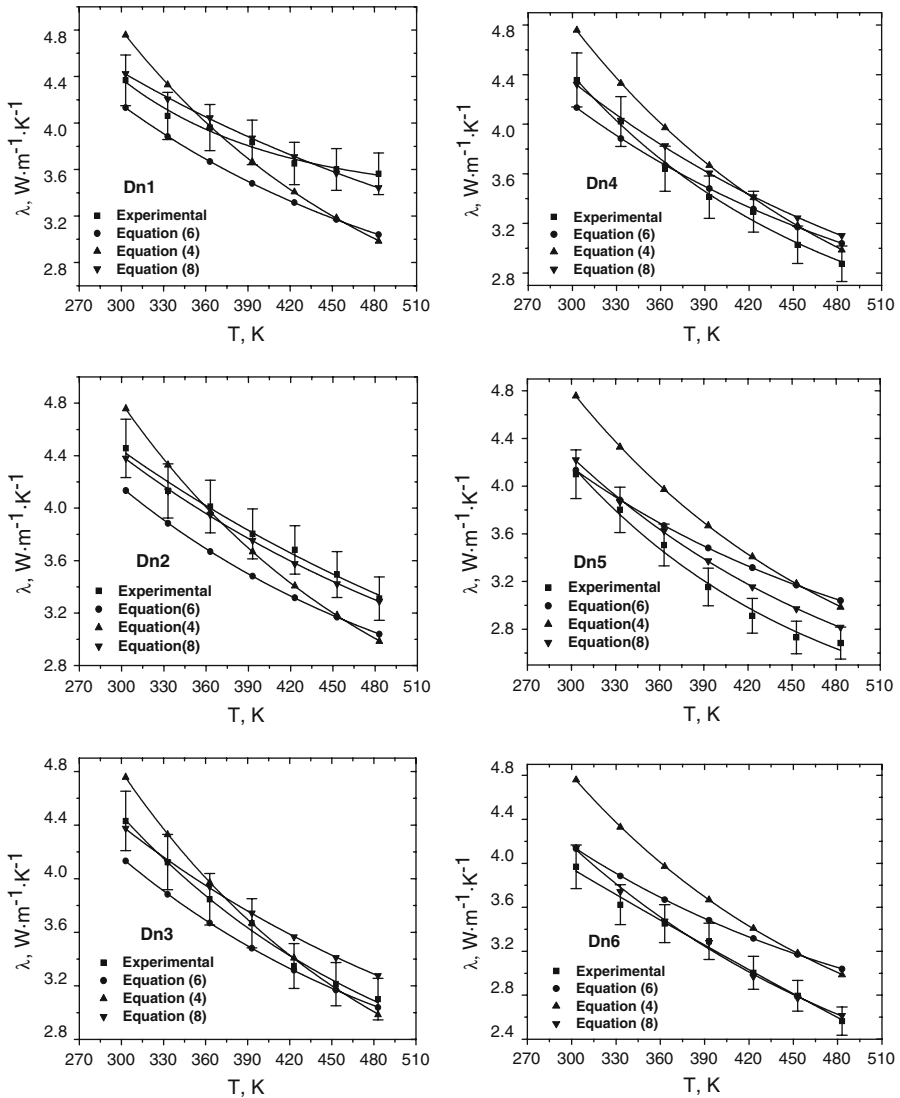 4.8
4.4
4.0
3.6
3.2
2.8
λ, W·m⁻¹·K⁻¹
Dn1
Experimental
Equation (6)
Equation (4)
Equation (8)
270 300 330 360 390 420 450 480 510
T, K
4.8
4.4
4.0
3.6
3.2
2.8
λ, W·m⁻¹·K⁻¹
Dn4
Experimental
Equation (6)
Equation (4)
Equation (8)
270 300 330 360 390 420 450 480 510
T, K
4.8
4.4
4.0
3.6
3.2
2.8
λ, W·m⁻¹·K⁻¹
Dn2
Experimental
Equation(6)
Equation(4)
Equation(8)
270 300 330 360 390 420 450 480 510
T, K
4.8
4.4
4.0
3.6
3.2
2.8
λ, W·m⁻¹·K⁻¹
Dn5
Experimental
Equation(6)
Equation(4)
Equation(8)
270 300 330 360 390 420 450 480 510
T, K
4.8
4.4
4.0
3.6
3.2
2.8
λ, W·m⁻¹·K⁻¹
Dn3
Experimental
Equation (6)
Equation (4)
Equation (8)
270 300 330 360 390 420 450 480 510
T, K
4.8
4.4
4.0
3.6
3.2
2.8
2.4
λ, W·m⁻¹·K⁻¹
Dn6
Experimental
Equation (6)
Equation (4)
Equation (8)
270 300 330 360 390 420 450 480 510
T, K